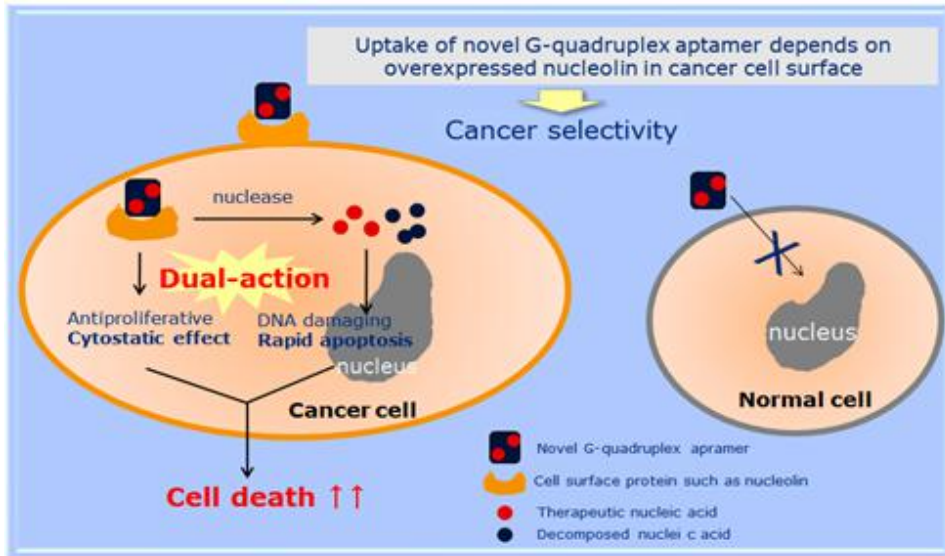 Uptake of novel G-quadruplex aptamer depends on
overexpressed nucleolin in cancer cell surface
Cancer selectivity
nuclease
Dual-action
Antiproliferative
Cytostatic effect
DNA damaging
Rapid apoptosis
nucleus
Cancer cell
Cell death ↑↑
nucleus
Normal cell
Novel G-quadruplex apramer
Cell surface protein such as nucleolin
Therapeutic nucleic acid
Decomposed nuclei c acid